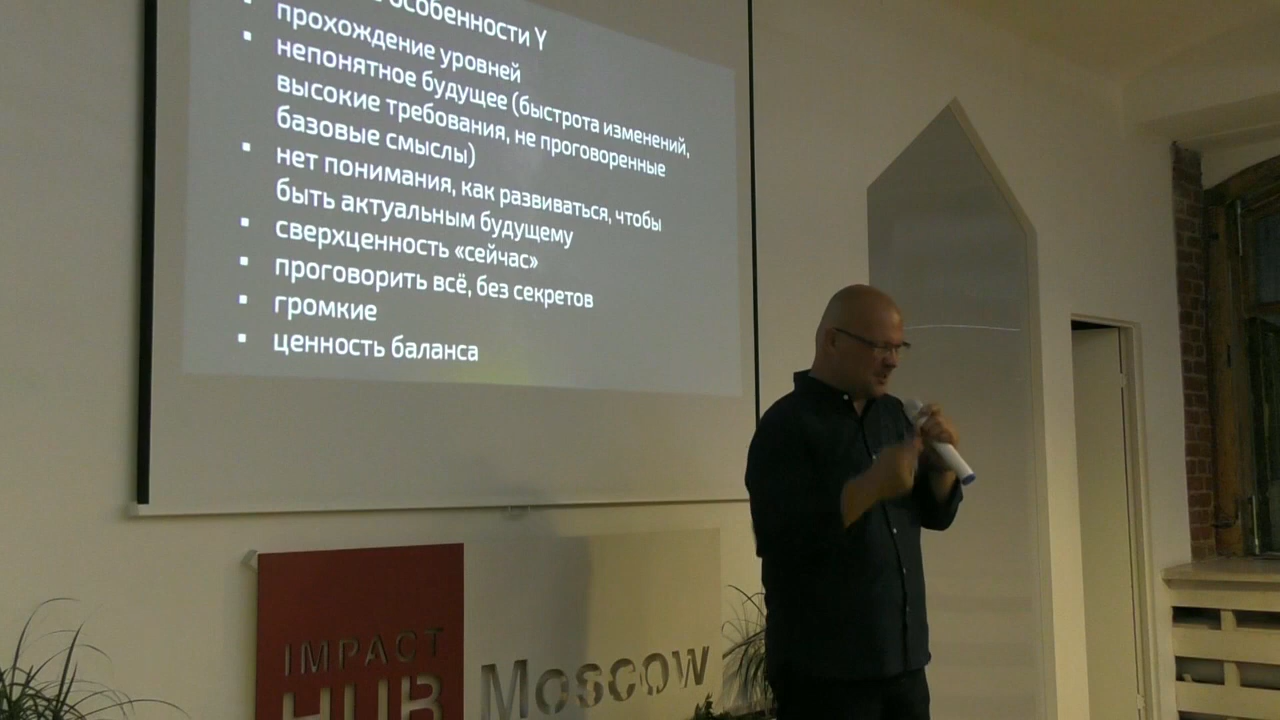 особенности Y
прохождение уровней
непонятное будущее (быстрота изменений,
высокие требования, не проговоренные
базовые смыслы)
нет понимания, как развиваться, чтобы
быть актуальным будущему
сверхценность «сейчас»
проговорить всё, без секретов
громкие
ценность баланса
IMPACT
HUB
Moscow